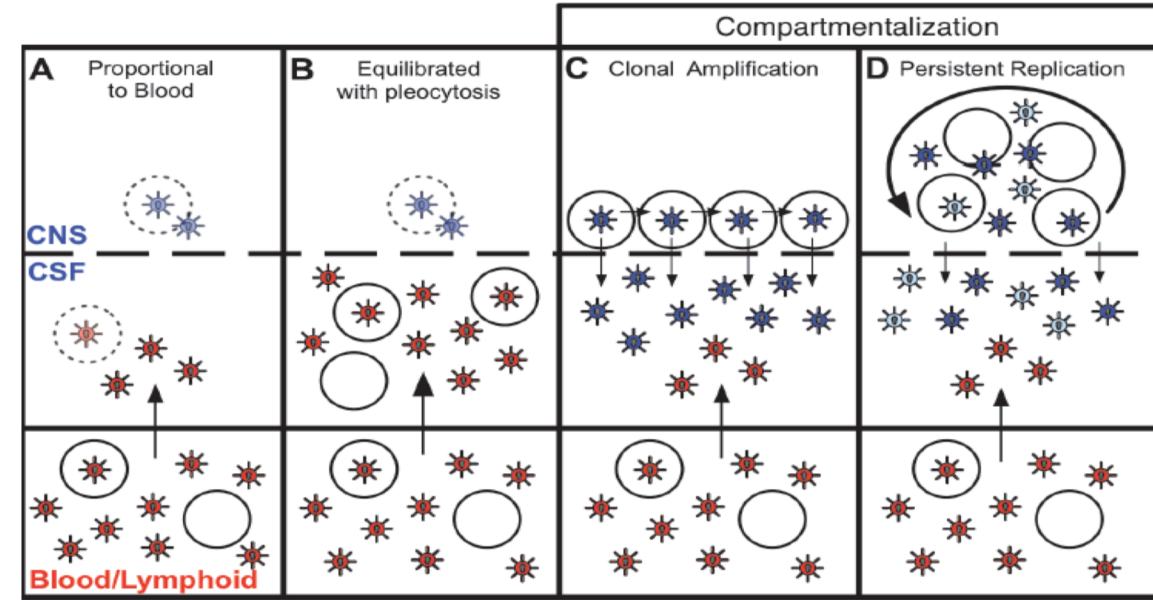 Compartmentalization
A Proportional
to Blood
B Equilibrated
with pleocytosis
C Clonal Amplification
D Persistent Replication
CNS
CSF
Blood/Lymphoid